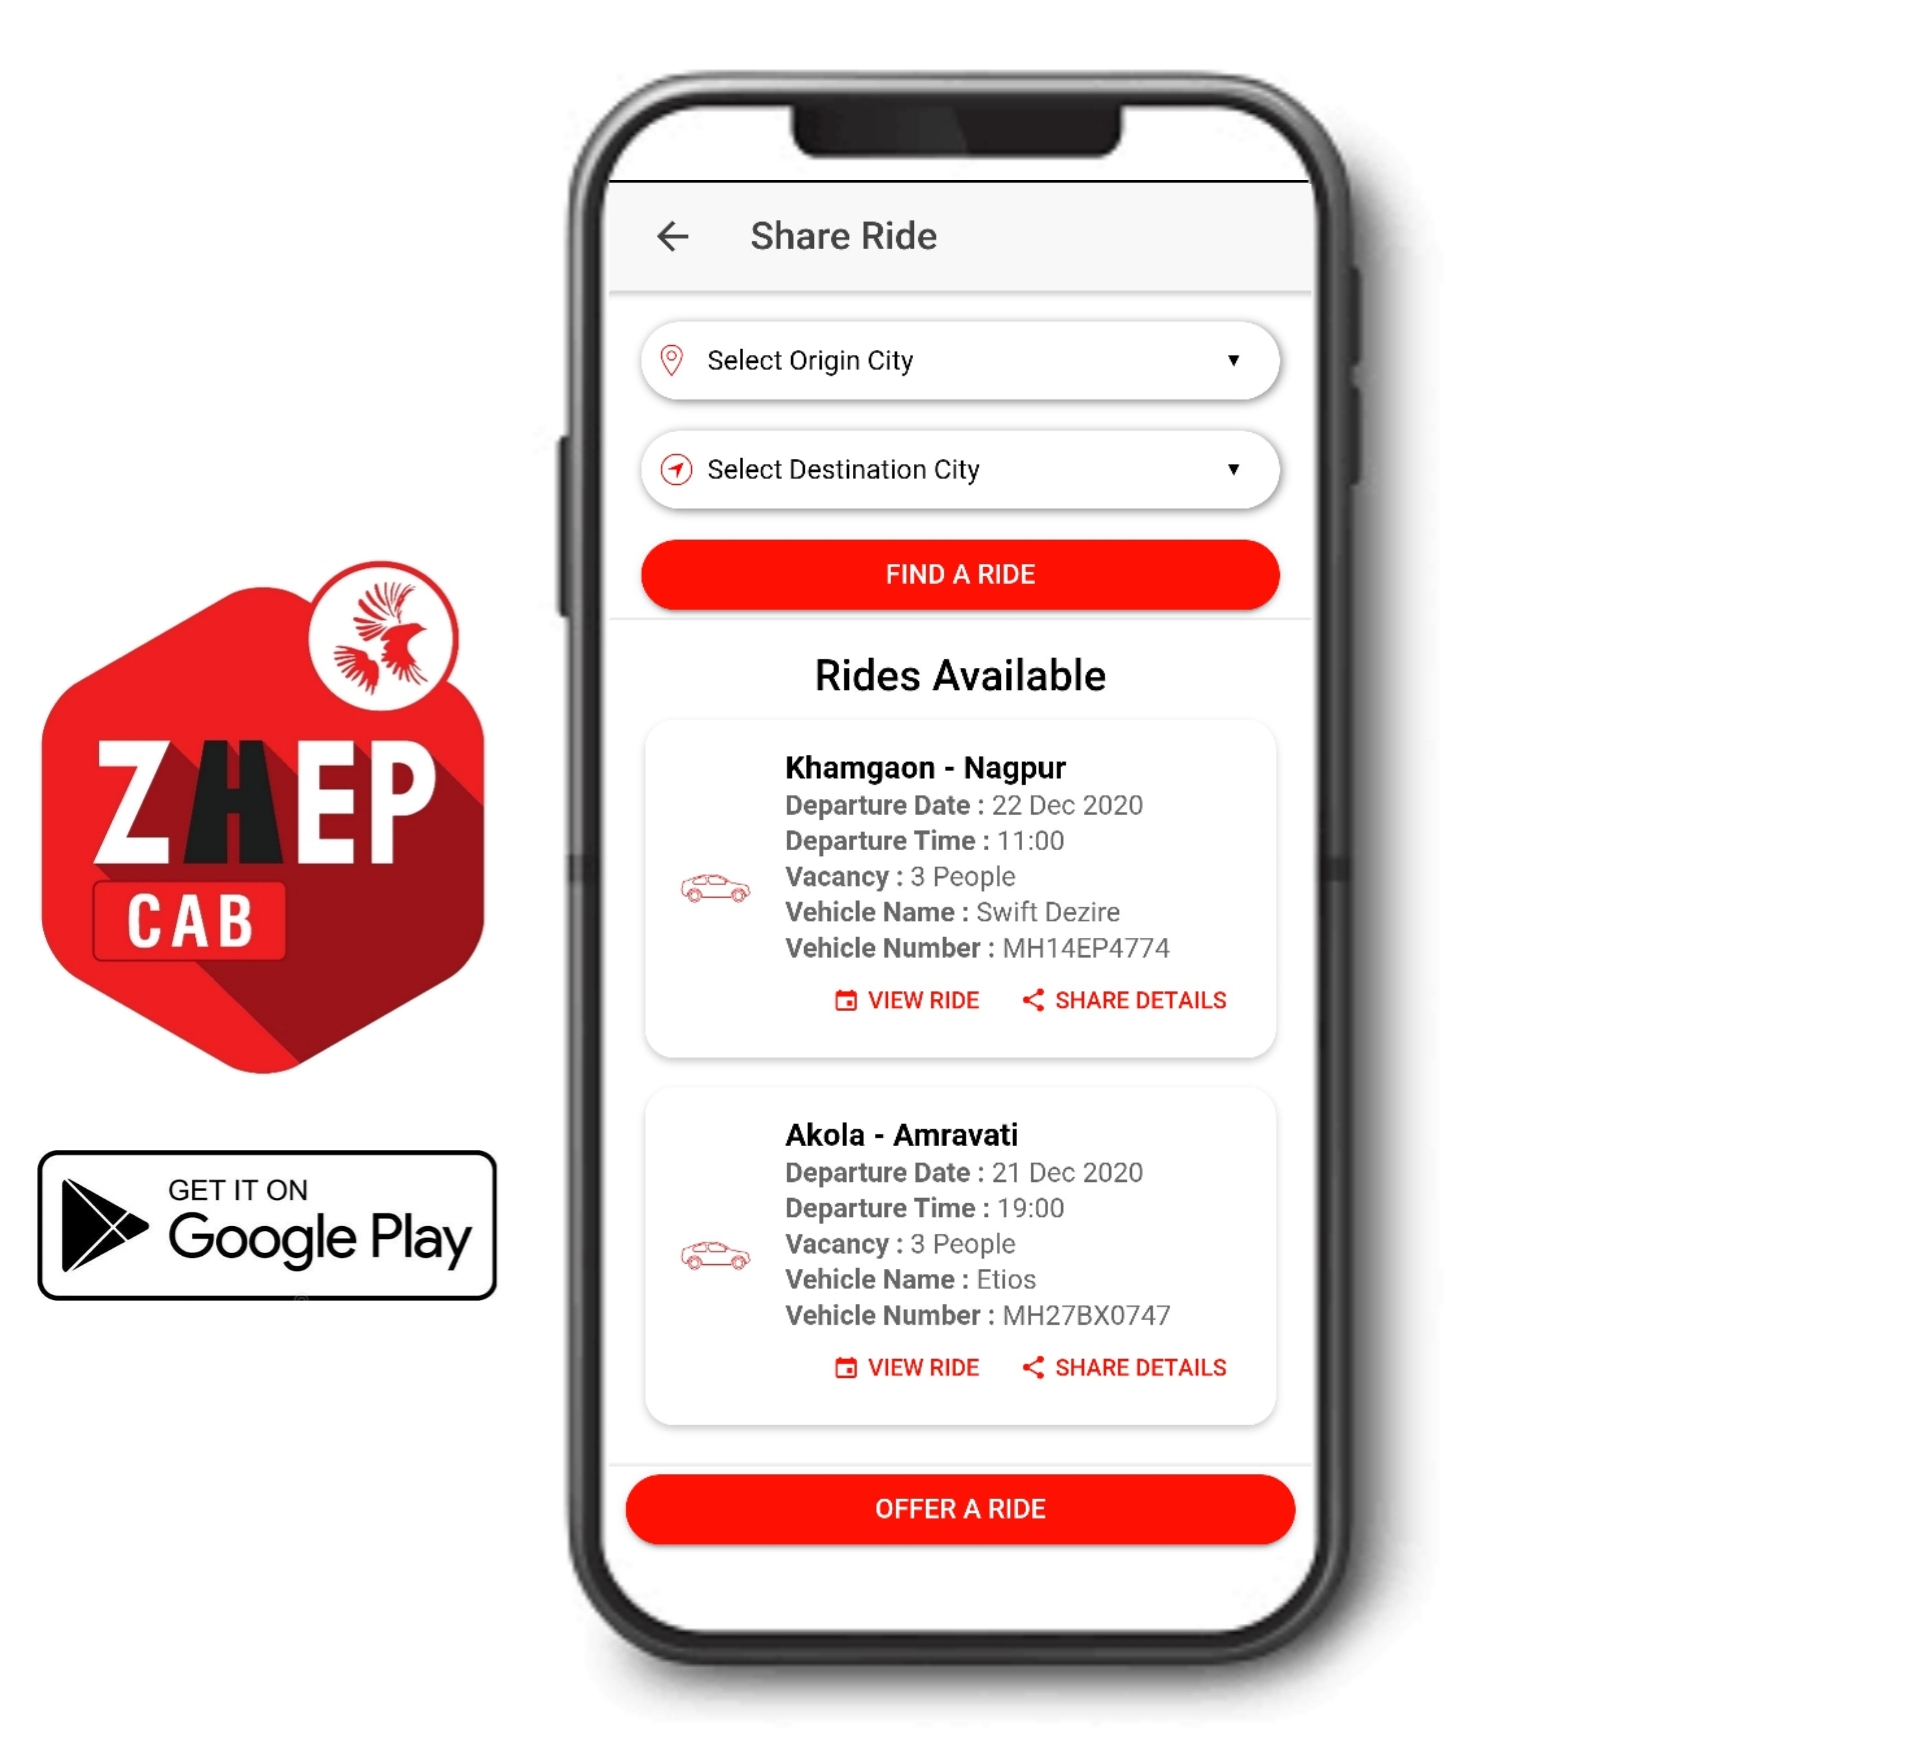 Share Ride
Select Origin City
Select Destination City
FIND A RIDE
Rides Available
Khamgaon - Nagpur
Departure Date : 22 Dec 2020
Departure Time : 11:00
Vacancy : 3 People
Vehicle Name : Swift Dezire
Vehicle Number : MH14EP4774
VIEW RIDE SHARE DETAILS
Akola - Amravati
Departure Date : 21 Dec 2020
Departure Time : 19:00
Vacancy : 3 People
Vehicle Name : Etios
Vehicle Number : MH27BX0747
VIEW RIDE SHARE DETAILS
OFFER A RIDE
ZHEP
CAB
GET IT ON
Google Play